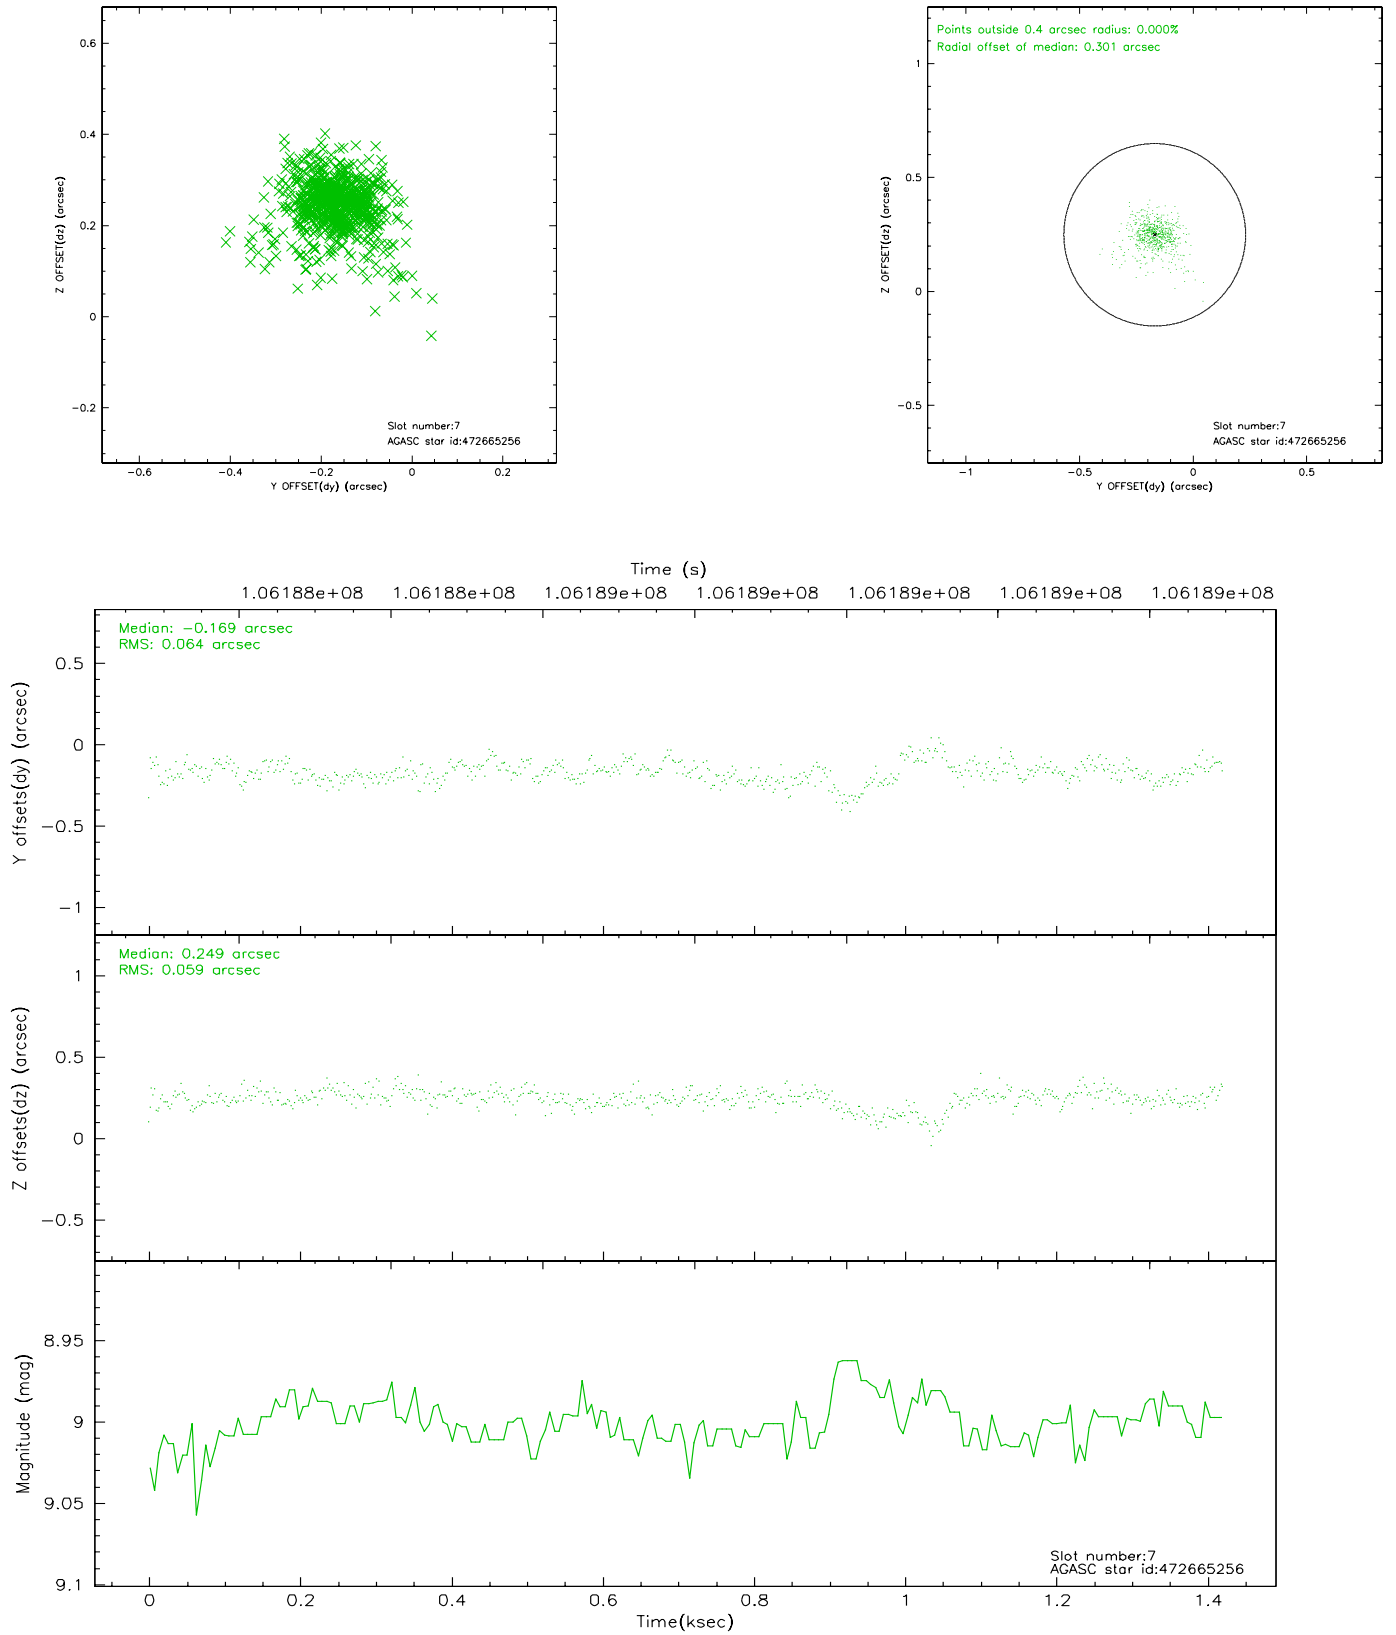 0.6
0.4
0.2
0
−0.2
Z OFFSET(dz) (arcsec)
Slot number:7
AGASC star id:472665256
−0.6 −0.4 −0.2 0 0.2
Y OFFSET(dy) (arcsec)
Points outside 0.4 arcsec radius: 0.000%
Radial offset of median: 0.301 arcsec
1
0.5
0
−0.5
Z OFFSET(dz) (arcsec)
Slot number:7
AGASC star id:472665256
−1 −0.5 0 0.5
Y OFFSET(dy) (arcsec)
Time (s)
1.06188e+08 1.06188e+08 1.06189e+08 1.06189e+08 1.06189e+08 1.06189e+08 1.06189e+08
Median: −0.169 arcsec
RMS: 0.064 arcsec
0.5
0
−0.5
−1
Y offsets(dy) (arcsec)
Median: 0.249 arcsec
RMS: 0.059 arcsec
1
0.5
0
−0.5
Z offsets(dz) (arcsec)
8.95
9
9.05
9.1
Magnitude (mag)
Slot number:7
AGASC star id:472665256
0 0.2 0.4 0.6 0.8 1 1.2 1.4
Time(ksec)